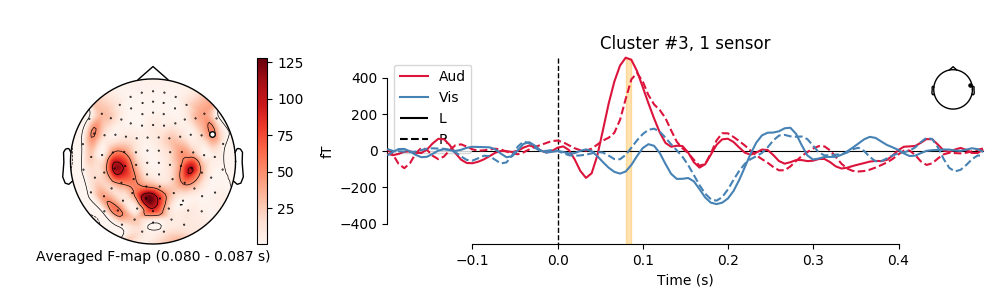 Cluster #3, 1 sensor
125
100
75
50
25
Averaged F-map (0.080 - 0.087 s)
fT
400
200
0
−200
−400
Aud
Vis
L
R
−0.1 0.0 0.1 0.2 0.3 0.4
Time (s)